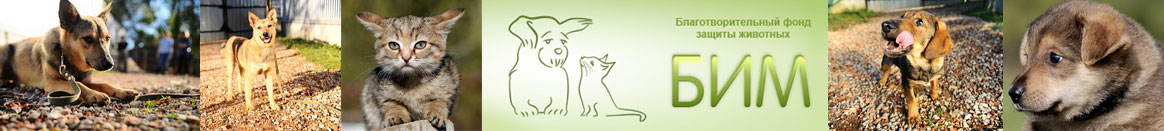 Благотворительный фонд
защиты животных
БИМ